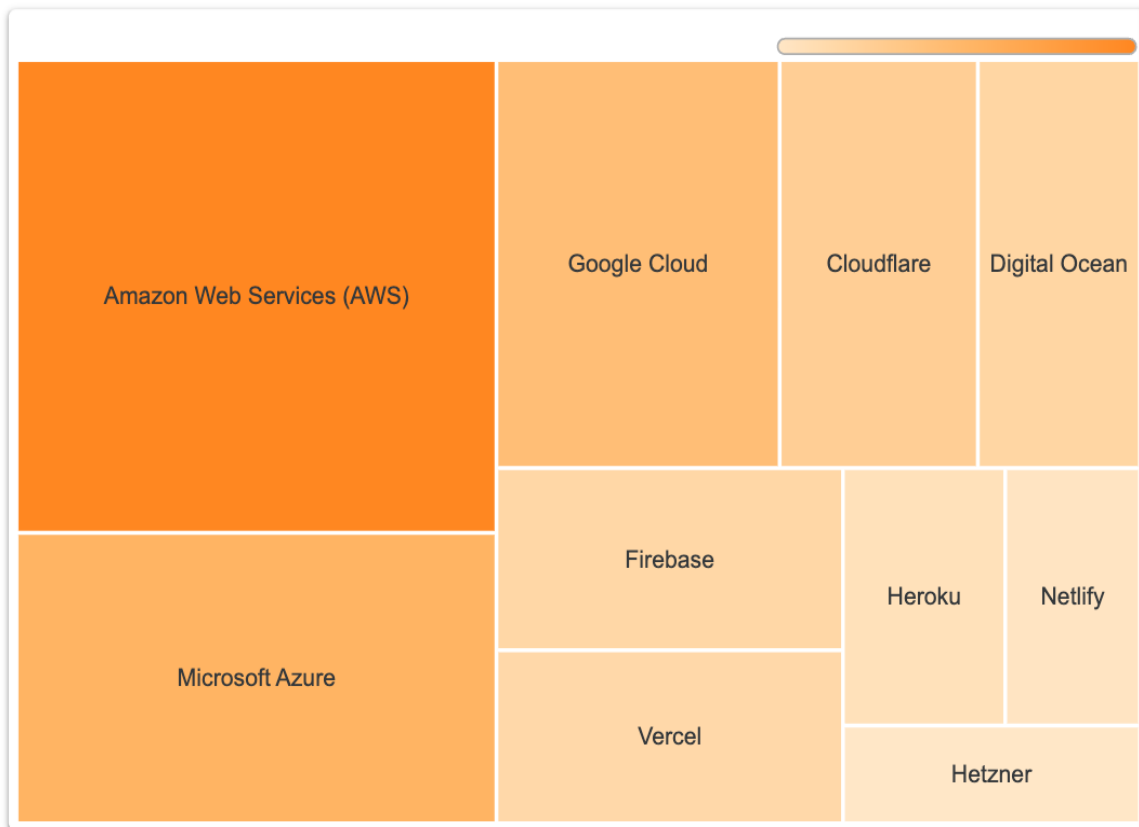 Amazon Web Services (AWS)
Microsoft Azure
Google Cloud
Cloudflare
Digital Ocean
Firebase
Vercel
Heroku
Netlify
Hetzner